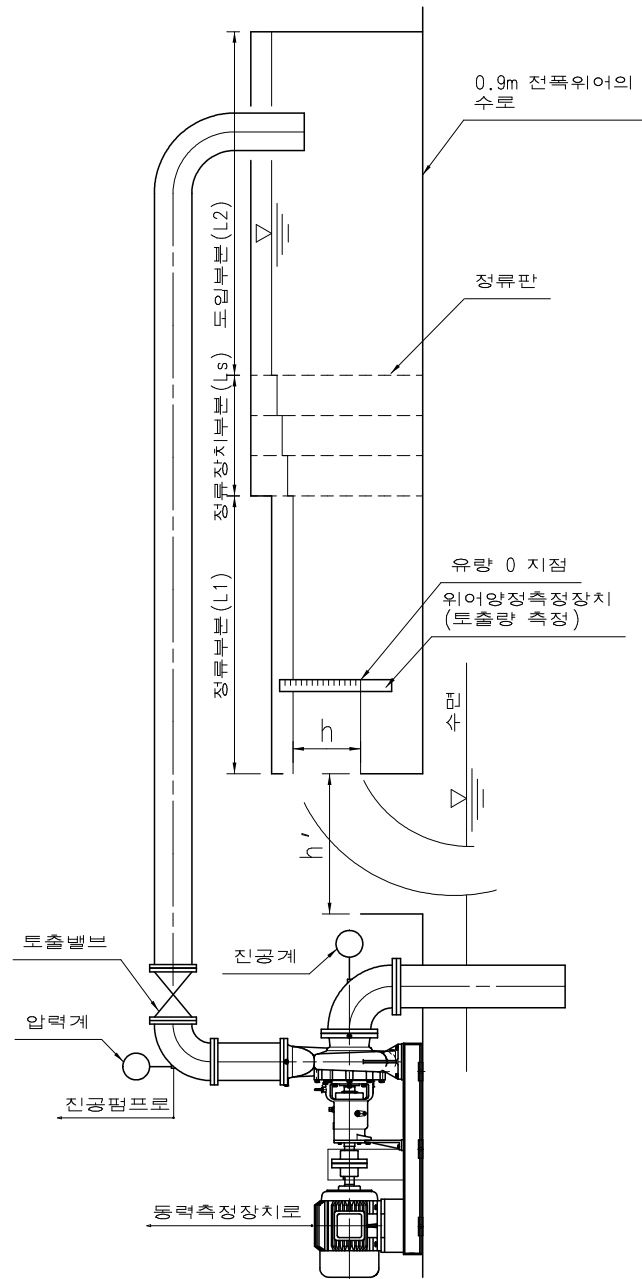 0.9m 전폭위어의
수로
도입부분(L2)
정류판
정류장치부분(Ls)
유량 0 지점
위어양정측정장치
(토출량 측정)
정류부분(L1)
h
수면
h'
토출밸브
진공계
압력계
진공펌프로
동력측정장치로